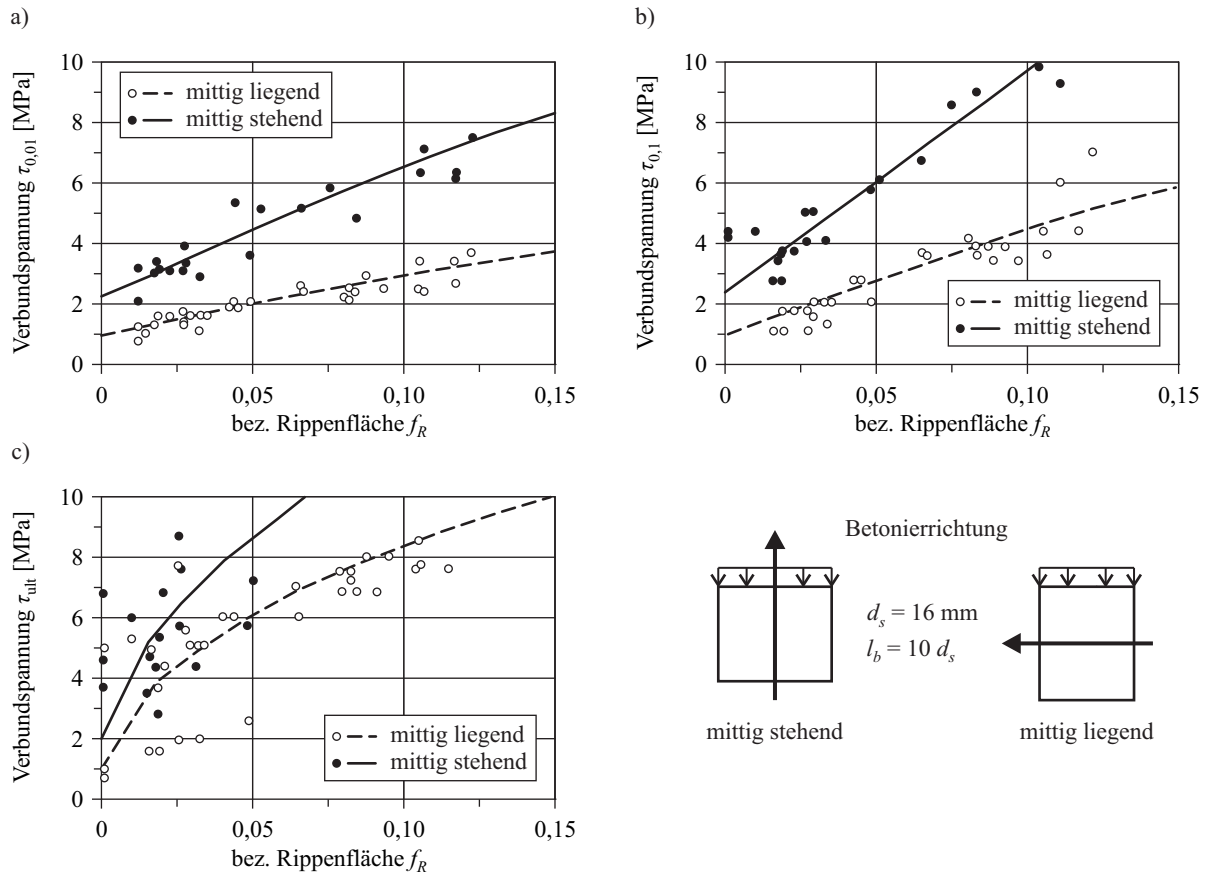 a)
Verbundspannung τ0,01 [MPa]
10
8
6
4
2
0
mittig liegend
mittig stehend
0
0,05
0,10
0,15
bez. Rippenfläche fR
b)
Verbundspannung τ0,1 [MPa]
10
8
6
4
2
0
mittig liegend
mittig stehend
0
0,05
0,10
0,15
bez. Rippenfläche fR
c)
Verbundspannung τult [MPa]
10
8
6
4
2
0
mittig liegend
mittig stehend
0
0,05
0,10
0,15
bez. Rippenfläche fR
Betonierrichtung
ds = 16 mm
lb = 10 ds
mittig stehend
mittig liegend